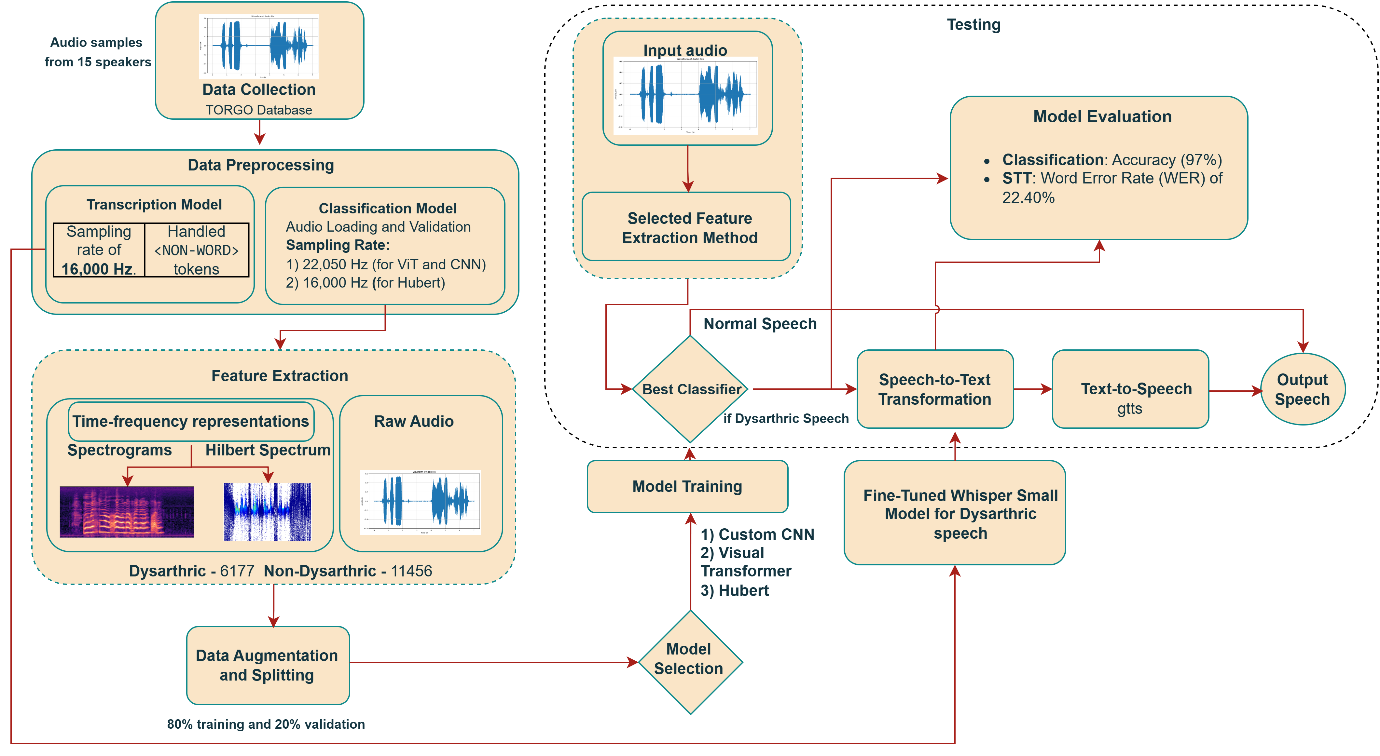 Audio samples
from 15 speakers
Data Collection
TORGO Database
Data Preprocessing
Transcription Model
Sampling
rate of
16,000 Hz.
Handled
<NON-WORD>
tokens
Classification Model
Audio Loading and Validation
Sampling Rate:
1) 22,050 Hz (for ViT and CNN)
2) 16,000 Hz (for Hubert)
Feature Extraction
Time-frequency representations
Spectrograms
Hilbert Spectrum
Raw Audio
Dysarthric - 6177 Non-Dysarthric - 11456
Data Augmentation
and Splitting
80% training and 20% validation
Model
Selection
1) Custom CNN
2) Visual
Transformer
3) Hubert
Model Training
Testing
Input audio
Selected Feature
Extraction Method
Best Classifier
Normal Speech
if Dysarthric Speech
Model Evaluation
• Classification: Accuracy (97%)
• STT: Word Error Rate (WER) of
22.40%
Speech-to-Text
Transformation
Text-to-Speech
gtts
Output
Speech
Fine-Tuned Whisper Small
Model for Dysarthric
speech